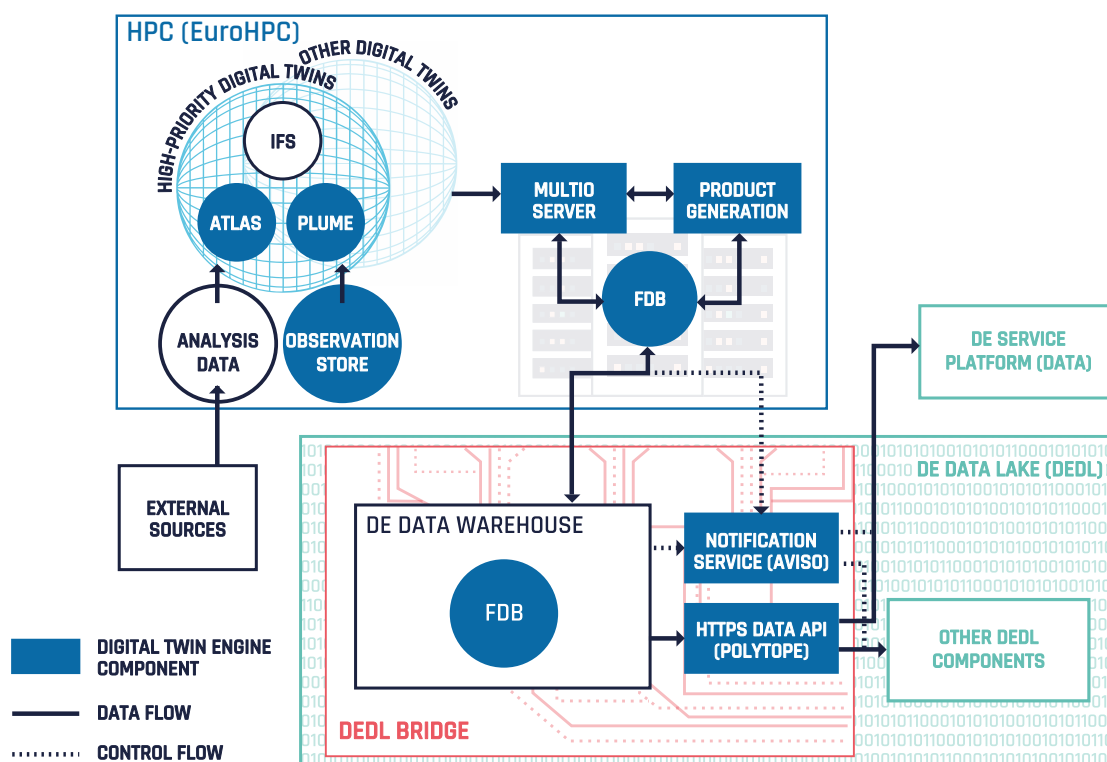 HPC (EuroHPC)
OTHER DIGITAL TWINS
HIGH-PRIORITY DIGITAL TWINS
IFS
ATLAS
PLUME
MULTIO
SERVER
PRODUCT
GENERATION
FDB
ANALYSIS
DATA
OBSERVATION
STORE
DE SERVICE
PLATFORM (DATA)
EXTERNAL
SOURCES
DE DATA LAKE (DEDL)
DE DATA WAREHOUSE
FDB
NOTIFICATION
SERVICE (AVISO)
HTTPS DATA API
(POLYTOPE)
OTHER DEDL
COMPONENTS
DEDL BRIDGE
DIGITAL TWIN ENGINE
COMPONENT
DATA FLOW
CONTROL FLOW